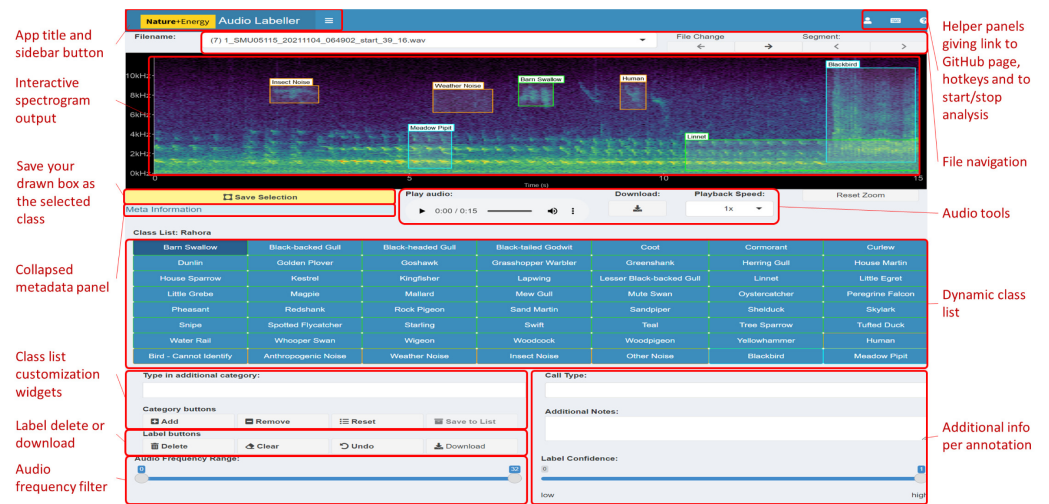 Nature+Energy Audio Labeller
App title and
sidebar button
Filename:
(7) 1_SMU05115_20211104_064902_start_39_16.wav
File Change
Segment:
← → < >
Helper panels
giving link to
GitHub page,
hotkeys and to
start/stop
analysis
Interactive
spectrogram
output
10kHz
8kHz
6kHz
4kHz
2kHz
0kHz
Insect Noise
Weather Noise
Barn Swallow
Human
Blackbird
Meadow Pipit
Linnet
0 5 10 15
Time (s)
File navigation
Save your
drawn box as
the selected
class
Save Selection
Meta Information
Play audio:
0:00 / 0:15
Download:
Playback Speed:
1x
Reset Zoom
Audio tools
Collapsed
metadata panel
Class List: Rahora
Barn Swallow Black-backed Gull Black-headed Gull Black-tailed Godwit Coot Cormorant Curlew
Dunlin Golden Plover Goshawk Grasshopper Warbler Greenshank Herring Gull House Martin
House Sparrow Kestrel Kingfisher Lapwing Lesser Black-backed Gull Linnet Little Egret
Little Grebe Magpie Mallard Mew Gull Mute Swan Oystercatcher Peregrine Falcon
Pheasant Redshank Rock Pigeon Sand Martin Sandpiper Shelduck Skylark
Snipe Spotted Flycatcher Starling Swift Teal Tree Sparrow Tufted Duck
Water Rail Whooper Swan Wigeon Woodcock Woodpigeon Yellowhammer Human
Bird - Cannot Identify Anthropogenic Noise Weather Noise Insect Noise Other Noise Blackbird Meadow Pipit
Dynamic class
list
Class list
customization
widgets
Type in additional category:
Category buttons
Add Remove Reset Save to List
Label delete or
download
Label buttons
Delete Clear Undo Download
Audio
frequency filter
Audio Frequency Range:
0 32
Call Type:
Additional Notes:
Label Confidence:
0 1
low high
Additional info
per annotation